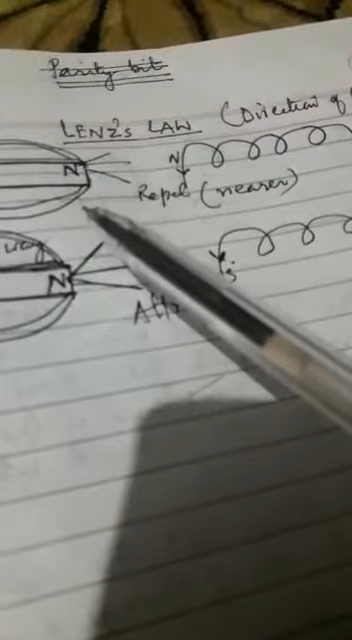 Parity bit
LENZ's LAW (Direction of
N N
Repel (nearer)
N